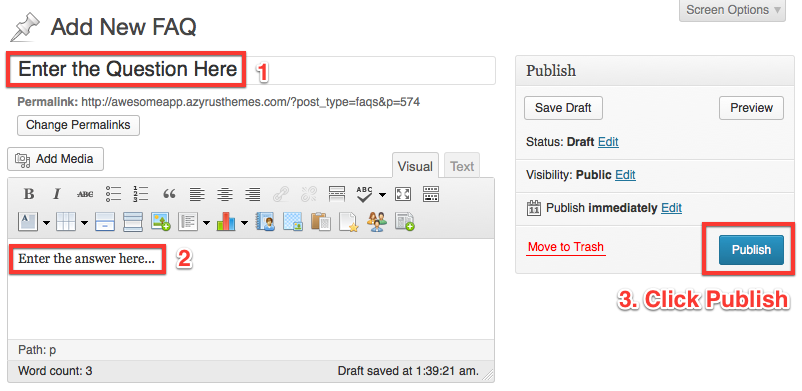 Screen Options
Add New FAQ
Enter the Question Here 1
Permalink: http://awesomeapp.azyrusthemes.com/?post_type=faqs&p=574
Change Permalinks
Add Media
Visual Text
B I ABC ABC
A
Enter the answer here... 2
Path: p
Word count: 3 Draft saved at 1:39:21 am.
Publish
Save Draft Preview
Status: Draft Edit
Visibility: Public Edit
11 Publish immediately Edit
Move to Trash Publish
3. Click Publish